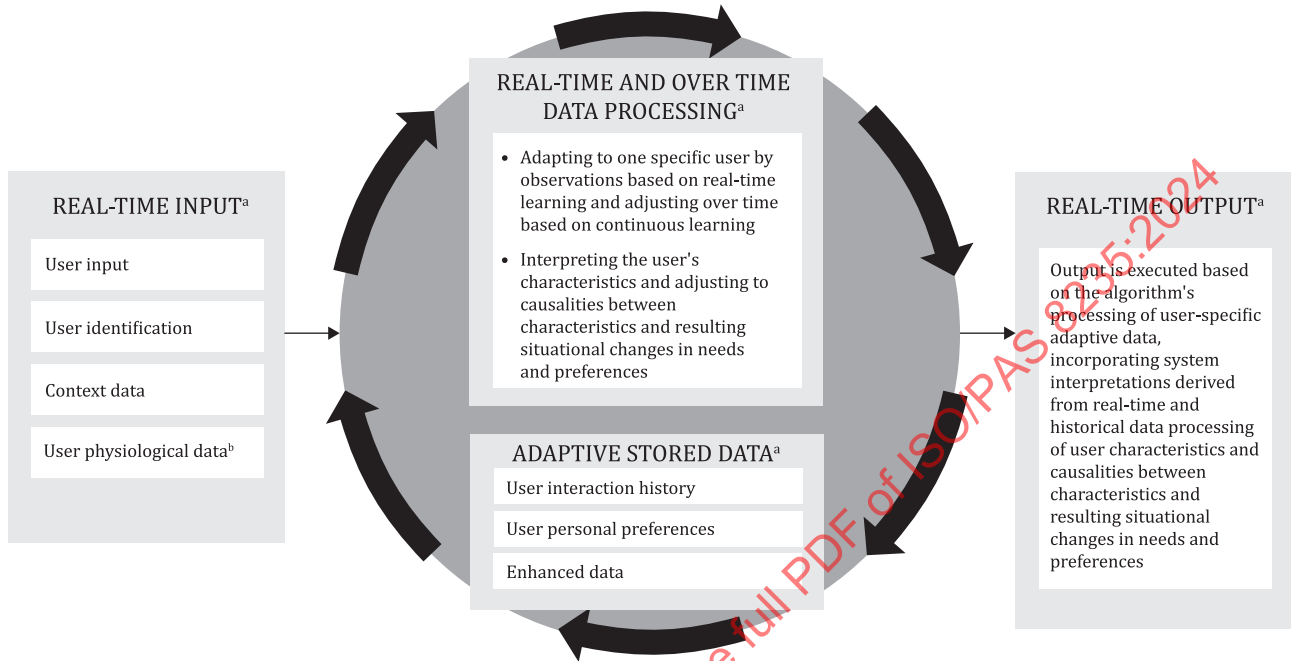 REAL-TIME INPUTᵃ
User input
User identification
Context data
User physiological dataᵇ
REAL-TIME AND OVER TIME
DATA PROCESSINGᵃ
• Adapting to one specific user by
observations based on real-time
learning and adjusting over time
based on continuous learning
• Interpreting the user's
characteristics and adjusting to
causalities between
characteristics and resulting
situational changes in needs
and preferences
ADAPTIVE STORED DATAᵃ
User interaction history
User personal preferences
Enhanced data
REAL-TIME OUTPUTᵃ
Output is executed based
on the algorithm's
processing of user-specific
adaptive data,
incorporating system
interpretations derived
from real-time and
historical data processing
of user characteristics and
causalities between
characteristics and
resulting situational
changes in needs and
preferences
full PDF of ISO/PAS 8235:2024